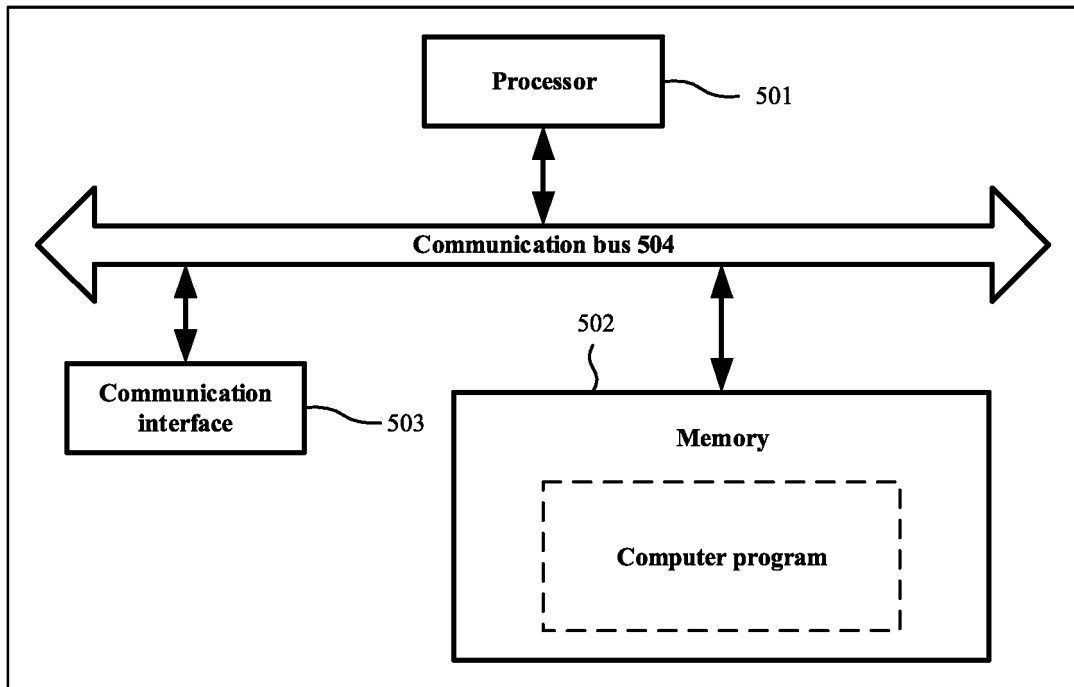 Processor
501
Communication bus 504
502
Communication
interface
503
Memory
Computer program